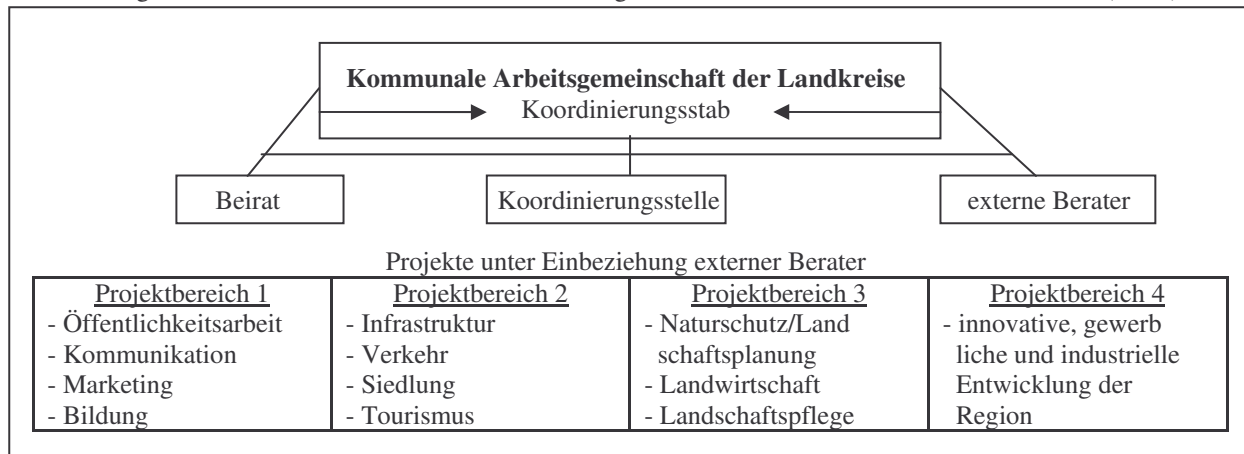 Kommunale Arbeitsgemeinschaft der Landkreise
Koordinierungsstab
Beirat
Koordinierungsstelle
externe Berater
Projekte unter Einbeziehung externer Berater
Projektbereich 1
- Öffentlichkeitsarbeit
- Kommunikation
- Marketing
- Bildung
Projektbereich 2
- Infrastruktur
- Verkehr
- Siedlung
- Tourismus
Projektbereich 3
- Naturschutz/Land
schaftsplanung
- Landwirtschaft
- Landschaftspflege
Projektbereich 4
- innovative, gewerb
liche und industrielle
Entwicklung der
Region